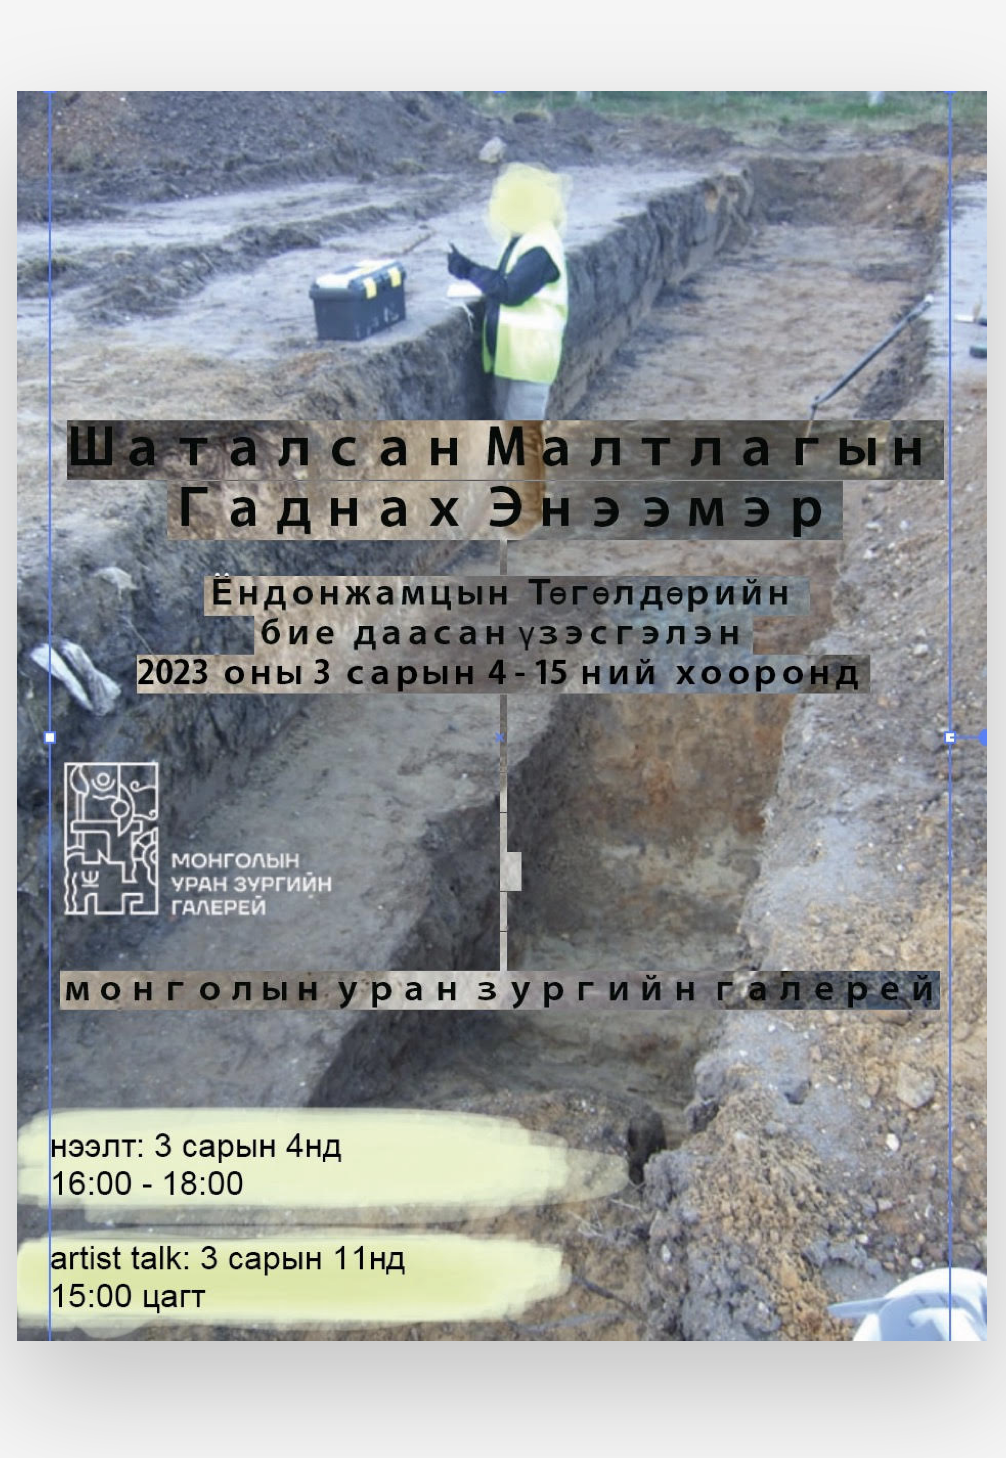 Шаталсан Малтлагын
Гаднах Энээмэр
Ёндонжамцын Төгөлдөрийн
бие даасан үзэсгэлэн
2023 оны 3 сарын 4-15 ний хооронд
МОНГОЛЫН
УРАН ЗУРГИЙН
ГАЛЕРЕЙ
монголын уран зургийн галерей
нээлт: 3 сарын 4нд
16:00 - 18:00
artist talk: 3 сарын 11нд
15:00 цагт